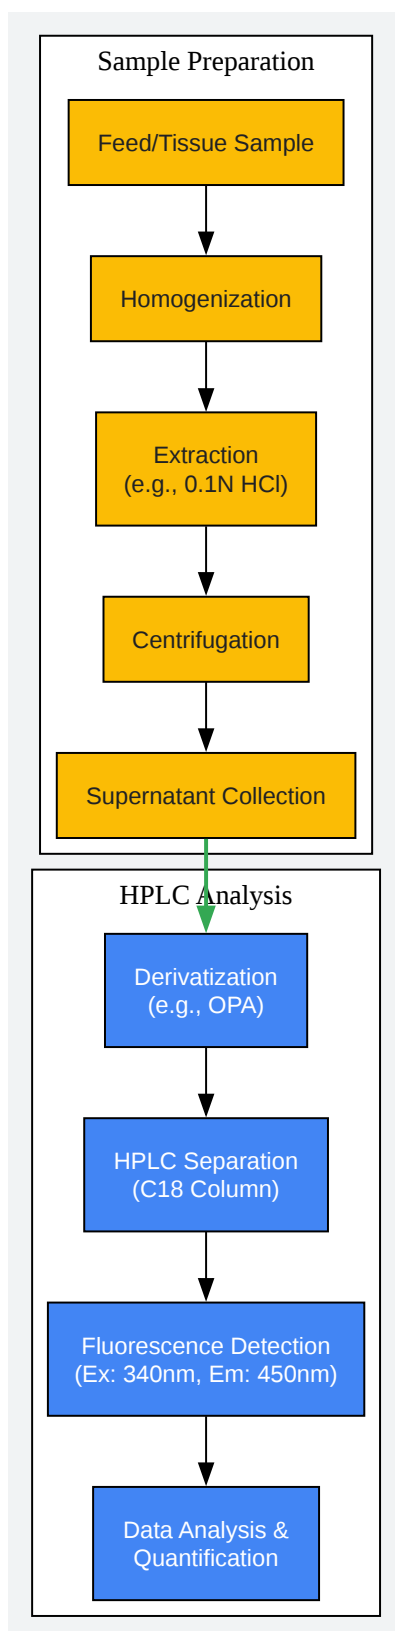 Sample Preparation
Feed/Tissue Sample
Homogenization
Extraction
(e.g., 0.1N HCl)
Centrifugation
Supernatant Collection
HPLC Analysis
Derivatization
(e.g., OPA)
HPLC Separation
(C18 Column)
Fluorescence Detection
(Ex: 340nm, Em: 450nm)
Data Analysis &
Quantification